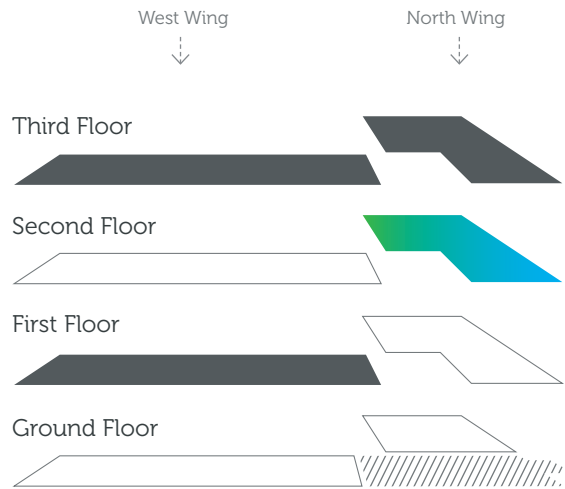 West Wing
North Wing
Third Floor
Second Floor
First Floor
Ground Floor